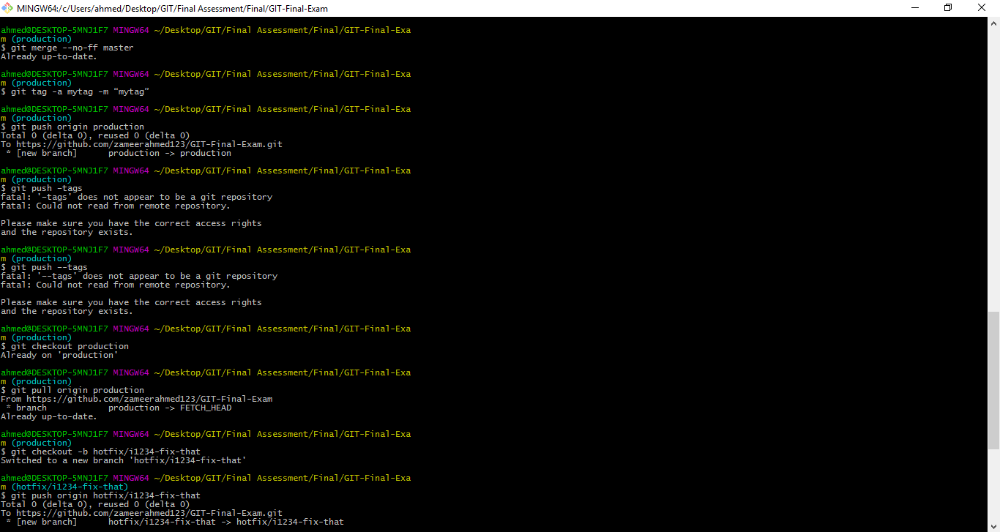 MINGW64:/c/Users/ahmed/Desktop/GIT/Final Assessment/Final/GIT-Final-Exam
ahmed@DESKTOP-5MNJ1F7 MINGW64 ~/Desktop/GIT/Final Assessment/Final/GIT-Final-Exa
m (production)
$ git merge --no-ff master
Already up-to-date.
ahmed@DESKTOP-5MNJ1F7 MINGW64 ~/Desktop/GIT/Final Assessment/Final/GIT-Final-Exa
m (production)
$ git tag -a mytag -m “mytag”
ahmed@DESKTOP-5MNJ1F7 MINGW64 ~/Desktop/GIT/Final Assessment/Final/GIT-Final-Exa
m (production)
$ git push origin production
Total 0 (delta 0), reused 0 (delta 0)
To https://github.com/zameerahmed123/GIT-Final-Exam.git
 * [new branch]      production -> production
ahmed@DESKTOP-5MNJ1F7 MINGW64 ~/Desktop/GIT/Final Assessment/Final/GIT-Final-Exa
m (production)
$ git push -tags
fatal: '-tags' does not appear to be a git repository
fatal: Could not read from remote repository.
Please make sure you have the correct access rights
and the repository exists.
ahmed@DESKTOP-5MNJ1F7 MINGW64 ~/Desktop/GIT/Final Assessment/Final/GIT-Final-Exa
m (production)
$ git push --tags
fatal: '--tags' does not appear to be a git repository
fatal: Could not read from remote repository.
Please make sure you have the correct access rights
and the repository exists.
ahmed@DESKTOP-5MNJ1F7 MINGW64 ~/Desktop/GIT/Final Assessment/Final/GIT-Final-Exa
m (production)
$ git checkout production
Already on 'production'
ahmed@DESKTOP-5MNJ1F7 MINGW64 ~/Desktop/GIT/Final Assessment/Final/GIT-Final-Exa
m (production)
$ git pull origin production
From https://github.com/zameerahmed123/GIT-Final-Exam
 * branch            production -> FETCH_HEAD
Already up-to-date.
ahmed@DESKTOP-5MNJ1F7 MINGW64 ~/Desktop/GIT/Final Assessment/Final/GIT-Final-Exa
m (production)
$ git checkout -b hotfix/i1234-fix-that
Switched to a new branch 'hotfix/i1234-fix-that'
ahmed@DESKTOP-5MNJ1F7 MINGW64 ~/Desktop/GIT/Final Assessment/Final/GIT-Final-Exa
m (hotfix/i1234-fix-that)
$ git push origin hotfix/i1234-fix-that
Total 0 (delta 0), reused 0 (delta 0)
To https://github.com/zameerahmed123/GIT-Final-Exam.git
 * [new branch]      hotfix/i1234-fix-that -> hotfix/i1234-fix-that